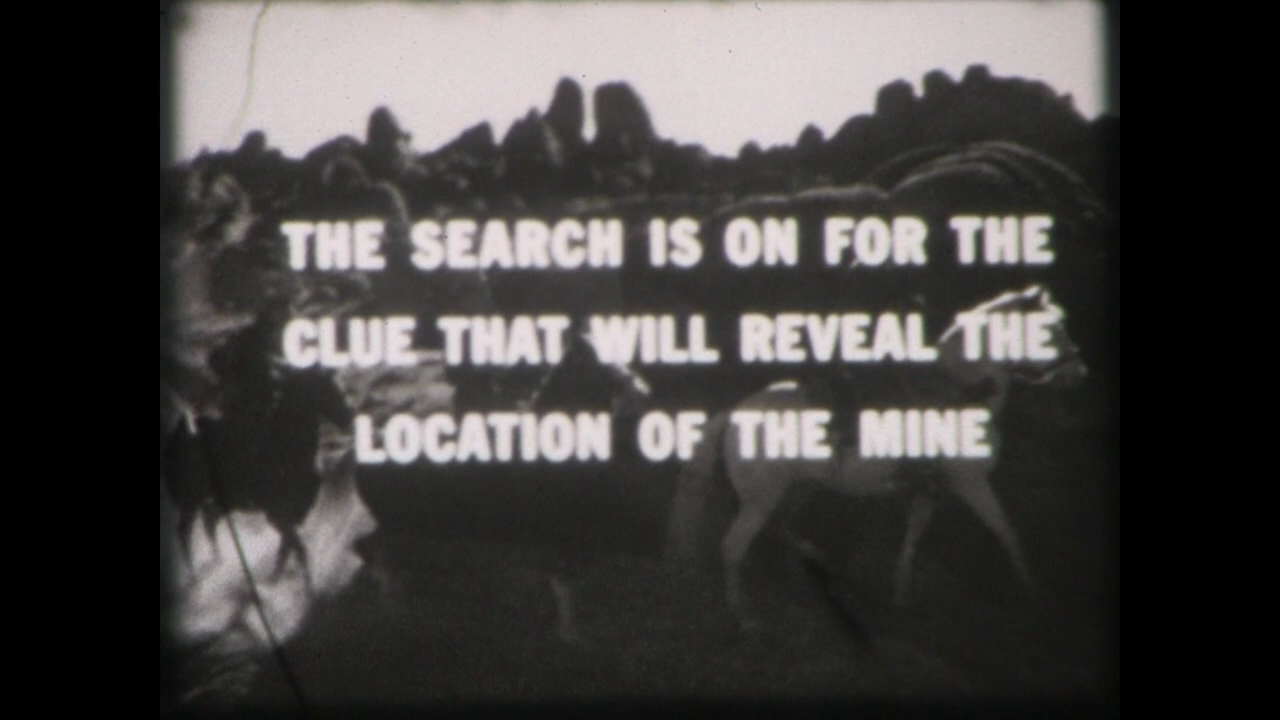 THE SEARCH IS ON FOR THE
CLUE THAT WILL REVEAL THE
LOCATION OF THE MINE